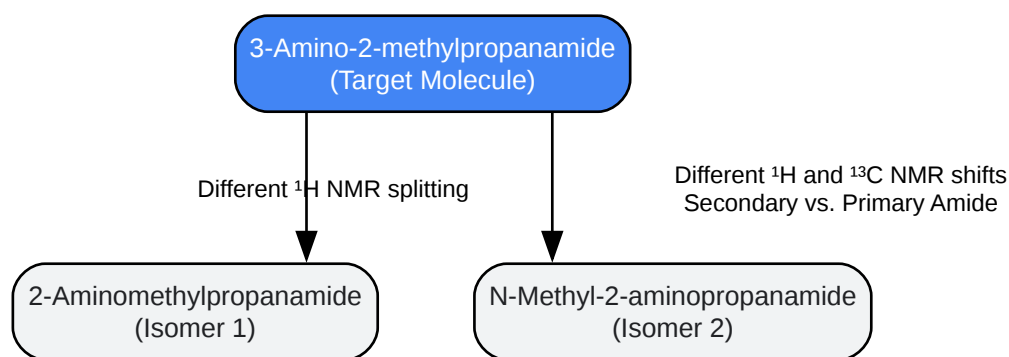 3-Amino-2-methylpropanamide
(Target Molecule)
Different ¹H NMR splitting
Different ¹H and ¹³C NMR shifts
Secondary vs. Primary Amide
2-Aminomethylpropanamide
(Isomer 1)
N-Methyl-2-aminopropanamide
(Isomer 2)